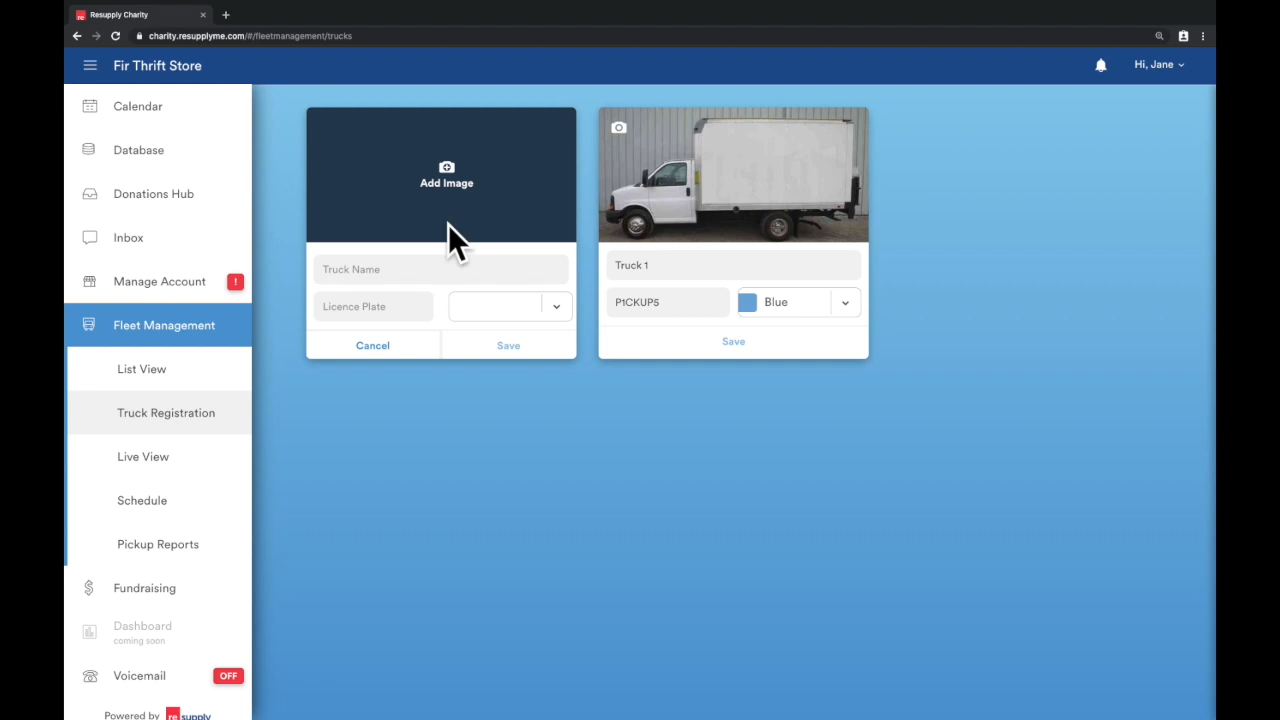 Resupply Charity
charity.resupplyme.com/#/fleetmanagement/trucks
Fir Thrift Store
Hi, Jane
Calendar
Database
Donations Hub
Inbox
Manage Account !
Fleet Management
List View
Truck Registration
Live View
Schedule
Pickup Reports
Fundraising
Dashboard
coming soon
Voicemail OFF
Powered by resupply
Add Image
Truck Name
Licence Plate
Cancel Save
Truck 1
P1CKUP5 Blue
Save